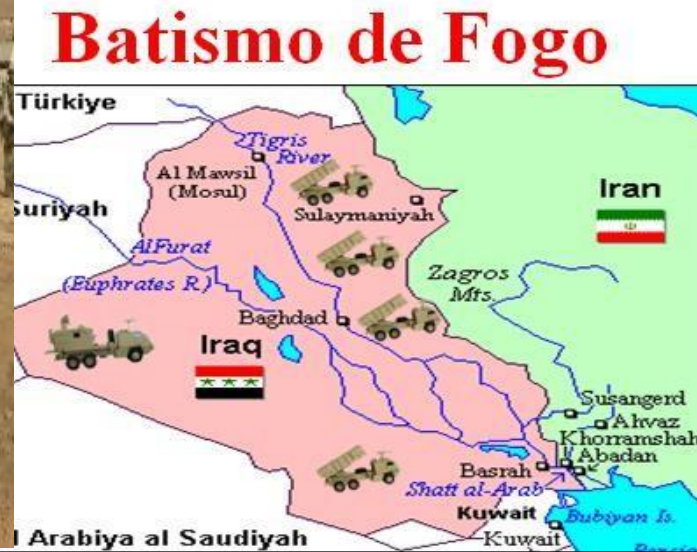 Batismo de Fogo
Türkiye
Tigris
River
Al Mawsil
(Mosul)
Suriyah
Sulaymaniyah
Iran
AlFurat
(Euphrates R.)
Zagros
Mts.
Baghdad
Iraq
Susangerd
Ahvaz
Khorramshah
Abadan
Basrah
Shatt al-Arab
Kuwait
Bubiyan Is.
l Arabiya al Saudiyah
Kuwait